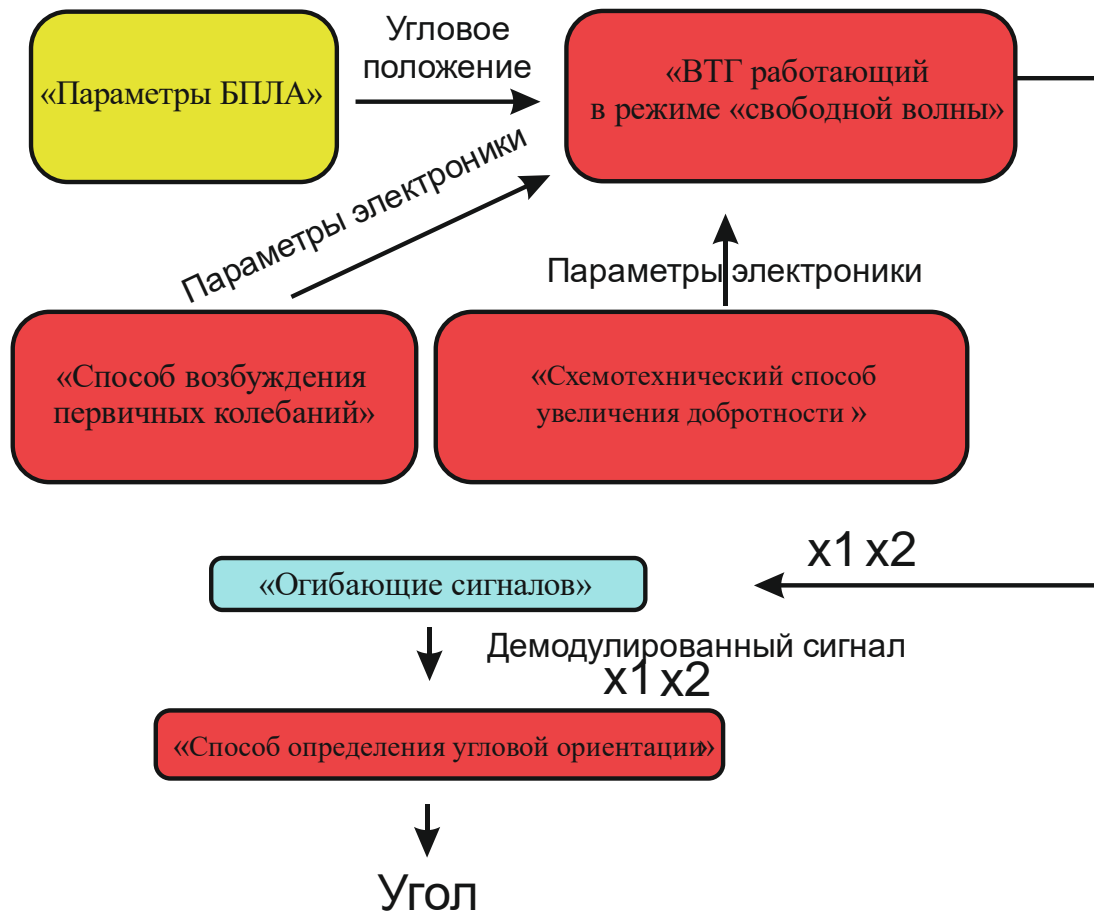 «Параметры БПЛА»
Угловое
положение
«ВТГ работающий
в режиме «свободной волны»
Параметры электроники
Параметры электроники
«Способ возбуждения
первичных колебаний»
«Схемотехнический способ
увеличения добротности »
x1 x2
«Огибающие сигналов»
Демодулированный сигнал
x1 x2
«Способ определения угловой ориентации»
Угол